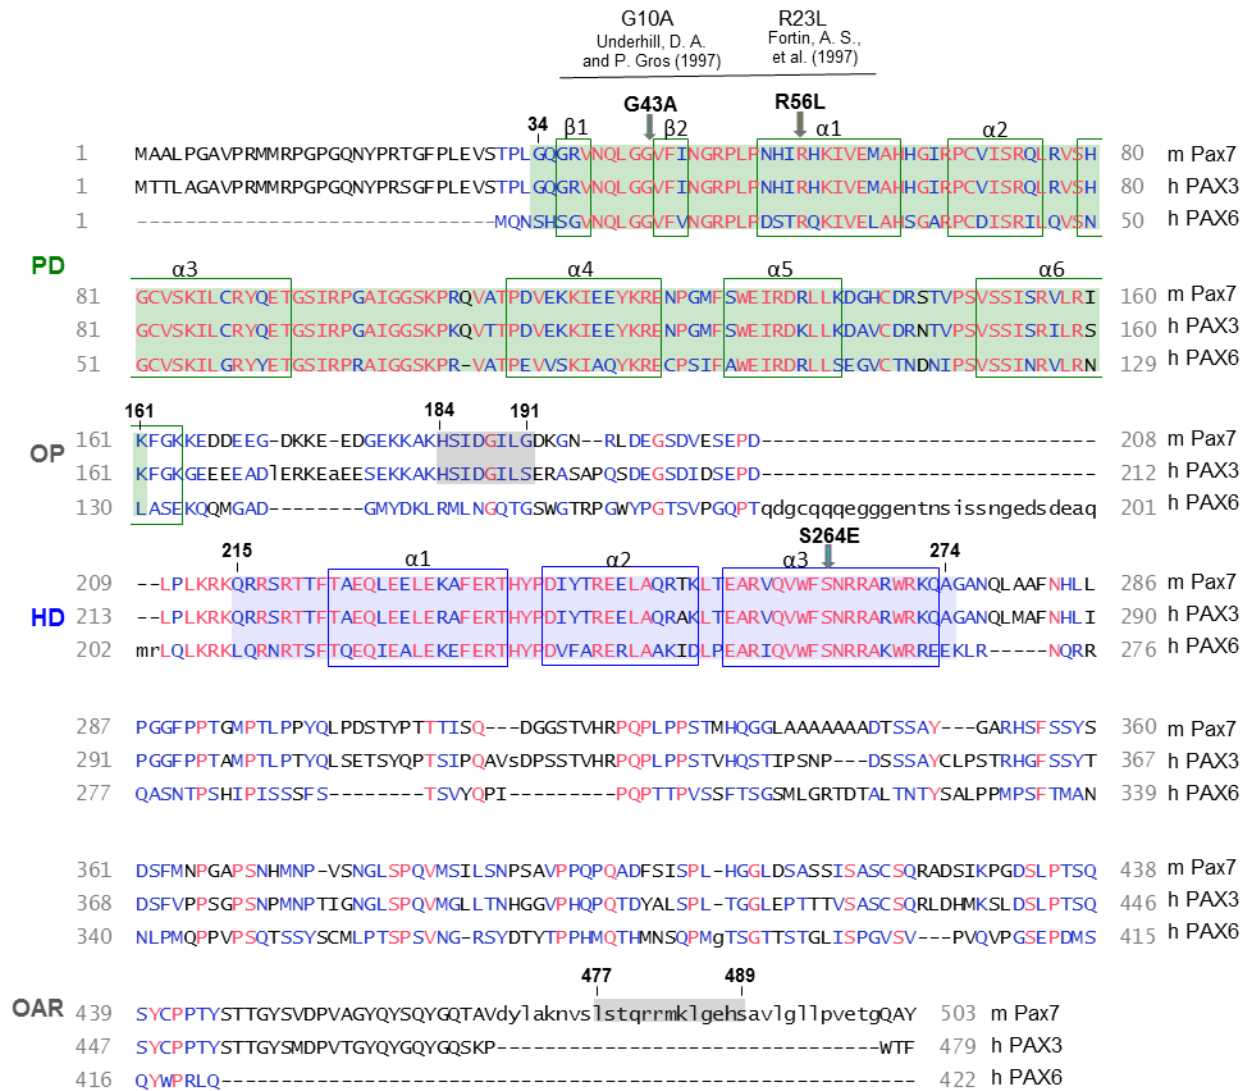 G10A R23L
Underhill, D. A. Fortin, A. S.,
and P. Gros (1997) et al. (1997)
G43A R56L
34 β1 β2 α1 α2
1 MAALPGAVPRMMRPGPGQNYPRTGFPLEVSTPLGQGRVNQLGGVFINGRPLPNHIRHKIVEMAHHGIRPCVISRQLRVSH 80 m Pax7
1 MTTLAGAVPRMMRPGPGQNYPRSGFPLEVSTPLGQGRVNQLGGVFINGRPLPNHIRHKIVEMAHHGIRPCVISRQLRVSH 80 h PAX3
1 ------------------------------MQNSHSGVNQLGGVFVNGRPLPDSTRQKIVELAHSGARPCDISRILQVSN 50 h PAX6
PD α3 α4 α5 α6
81 GCVSKILCRYQETGSIRPGAIGGSKPRQVATPDVEKKIEEYKRENPGMFSWEIRDRLLKDGHCDRSTVPSVSSISRVLRI 160 m Pax7
81 GCVSKILCRYQETGSIRPGAIGGSKPKQVTTPDVEKKIEEYKRENPGMFSWEIRDKLLKDAVCDRNTVPSVSSISRILRS 160 h PAX3
51 GCVSKILGRYYETGSIRPRAIGGSKPR-VATPEVVSKIAQYKRECPSIFAWEIRDRLLSEGVCTNDNIPSVSSINRVLRN 129 h PAX6
161 184 191
161 KFGKKEDDEEG-DKKE-EDGEKKAKHSIDGILGDKGN--RLDEGSDVESEPD---------------------------- 208 m Pax7
OP 161 KFGKGEEEEADlERKEaEESEKKAKHSIDGILSERASAPQSDEGSDIDSEPD---------------------------- 212 h PAX3
130 LASEKQQMGAD--------GMYDKLRMLNGQTGSWGTRPGWYPGTSVPGQPTqdgcqqqegggentnsissngedsdeaq 201 h PAX6
S264E
215 α1 α2 α3 274
209 --LPLKRKQRRSRTTFTAEQLEELEKAFERTHYPDIYTREELAQRTKLTEARVQVWFSNRRARWRKQAGANQLAAFNHLL 286 m Pax7
HD 213 --LPLKRKQRRSRTTFTAEQLEELERAFERTHYPDIYTREELAQRAKLTEARVQVWFSNRRARWRKQAGANQLMAFNHLI 290 h PAX3
202 mrLQLKRKLQRNRTSFTQEQIEALEKEFERTHYPDVFARERLAAKIDLPEARIQVWFSNRRAKWRREEKLR-----NQRR 276 h PAX6
287 PGGFPPTGMPTLPPYQLPDSTYPTTTISQ---DGGSTVHRPQPLPPSTMHQGGLAAAAAAADTSSAY---GARHSFSSYS 360 m Pax7
291 PGGFPPTAMPTLPTYQLSETSYQPTSIPQAVsDPSSTVHRPQPLPPSTVHQSTIPSNP---DSSSAYCLPSTRHGFSSYT 367 h PAX3
277 QASNTPSHIPISSSFS--------TSVYQPI---------PQPTTPVSSFTSGSMLGRTDTALTNTYSALPPMPSFTMAN 339 h PAX6
361 DSFMNPGAPSNHMNP-VSNGLSPQVMSILSNPSAVPPQPQADFSISPL-HGGLDSASSISASCSQRADSIKPGDSLPTSQ 438 m Pax7
368 DSFVPPSGPSNPMNPTIGNGLSPQVMGLLTNHGGVPHQPQTDYALSPL-TGGLEPTTTVSASCSQRLDHMKSLDSLPTSQ 446 h PAX3
340 NLPMQPPVPSQTSSYSCMLPTSPSVNG-RSYDTYTPPHMQTHMNSQPMgTSGTTSTGLISPGVSV---PVQVPGSEPDMS 415 h PAX6
477 489
OAR 439 SYCPPTYSTTGYSVDPVAGYQYSQYGQTAVdylaknvslstqrrmklgehsavlgllpvetgQAY 503 m Pax7
447 SYCPPTYSTTGYSMDPVTGYQYGQYGQSKP--------------------------------WTF 479 h PAX3
416 QYWPRLQ---------------------------------------------------------- 422 h PAX6